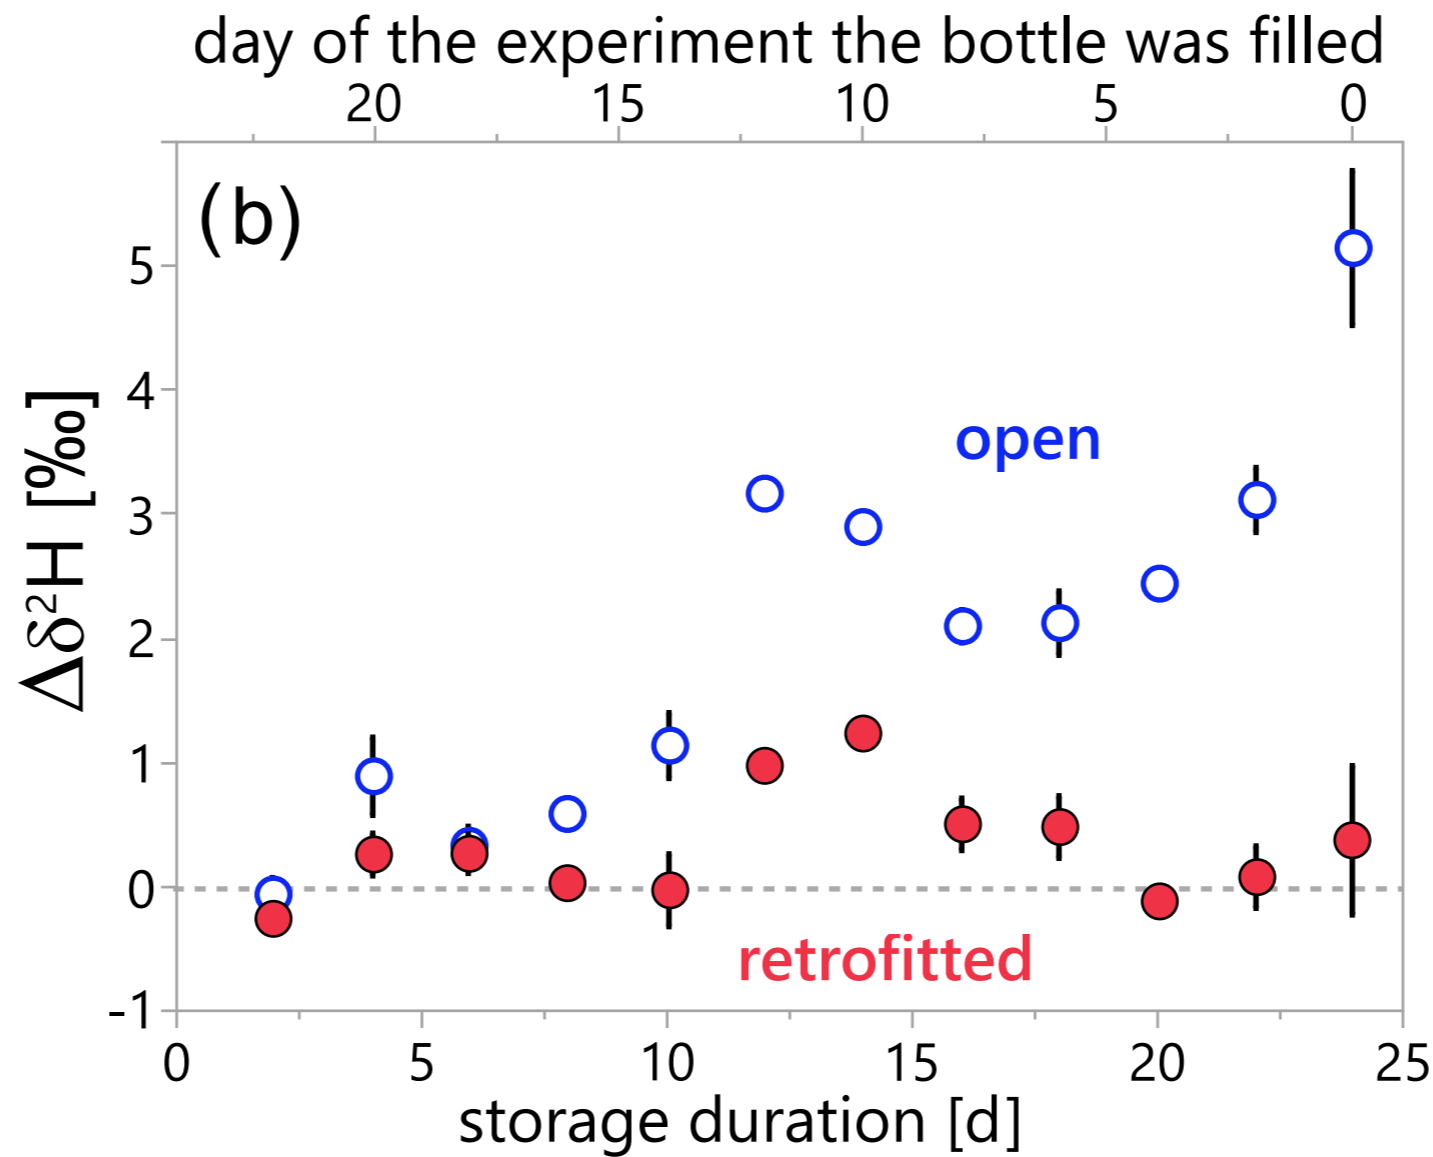 day of the experiment the bottle was filled
20 15 10 5 0
(b)
5
4
3
2
1
0
-1
Δδ²H [‰]
open
retrofitted
0 5 10 15 20 25
storage duration [d]